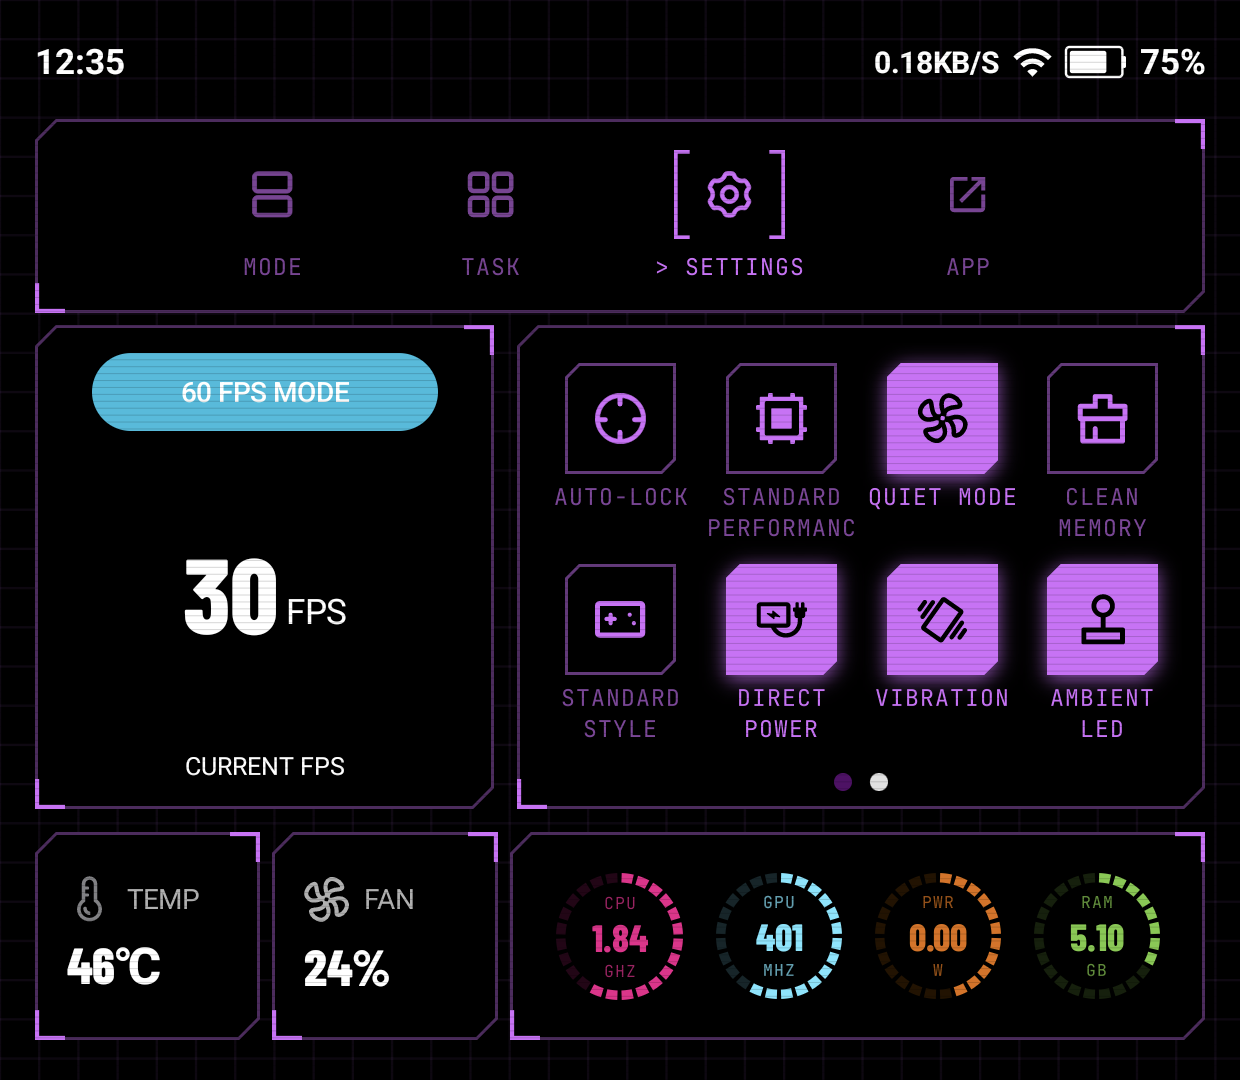 12:35 0.18KB/S 75%
MODE TASK > SETTINGS APP
60 FPS MODE
30 FPS
CURRENT FPS
AUTO-LOCK STANDARD QUIET MODE CLEAN
PERFORMANC MEMORY
STANDARD DIRECT VIBRATION AMBIENT
STYLE POWER LED
TEMP
46°C
FAN
24%
CPU
1.84
GHZ
GPU
401
MHZ
PWR
0.00
W
RAM
5.10
GB